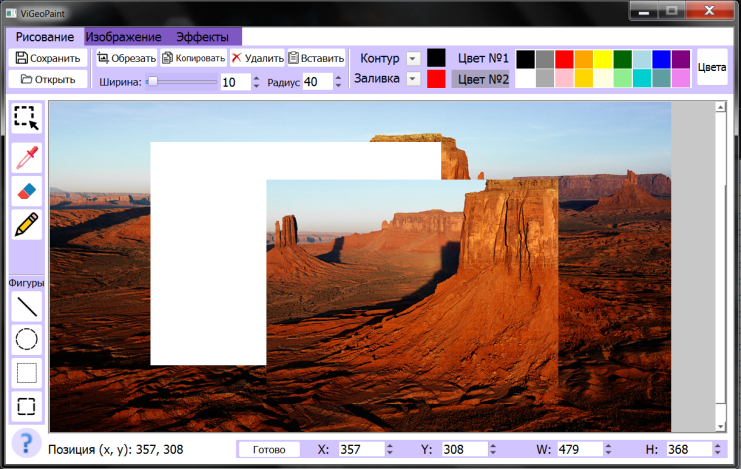 ViGeoPaint
Рисование Изображение Эффекты
Сохранить Обрезать Копировать Удалить Вставить Контур Цвет №1 Цвета
Открыть Ширина: 10 Радиус 40 Заливка Цвет №2
Фигуры
? Позиция (x, y): 357, 308 Готово X: 357 Y: 308 W: 479 H: 368